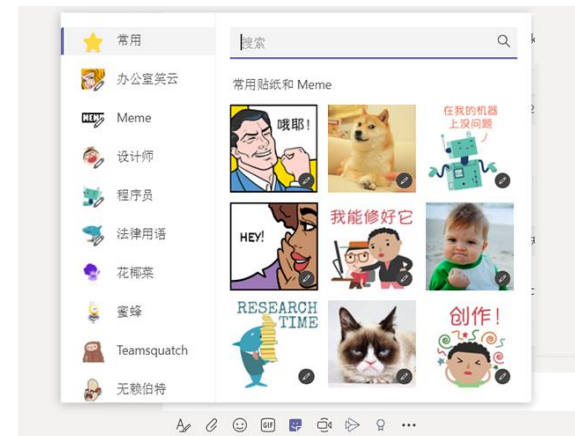 常用
办公室笑云
MEME
Meme
设计师
程序员
法律用语
花椰菜
蜜蜂
Teamsquatch
无赖伯特
搜索
常用贴纸和 Meme
哦耶!
在我的机器
上没问题
HEY!
我能修好它
RESEARCH
TIME
创作!
GIF